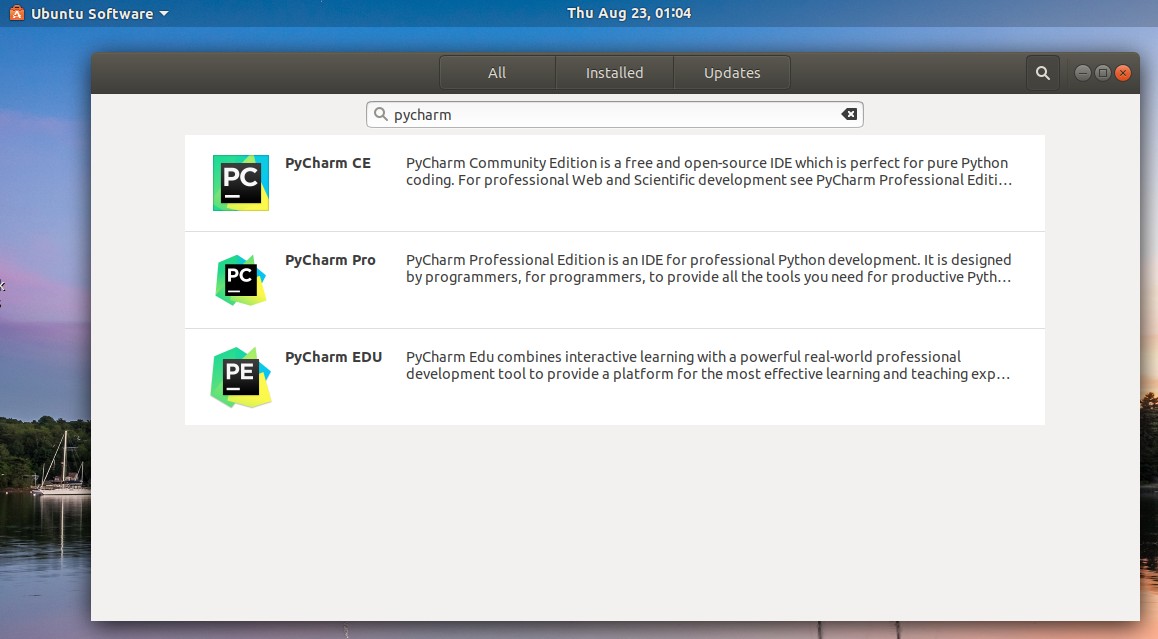 Ubuntu Software
Thu Aug 23, 01:04
All
Installed
Updates
pycharm
PC
PyCharm CE
PyCharm Community Edition is a free and open-source IDE which is perfect for pure Python
coding. For professional Web and Scientific development see PyCharm Professional Editi…
PC
PyCharm Pro
PyCharm Professional Edition is an IDE for professional Python development. It is designed
by programmers, for programmers, to provide all the tools you need for productive Pyth…
PE
PyCharm EDU
PyCharm Edu combines interactive learning with a powerful real-world professional
development tool to provide a platform for the most effective learning and teaching exp…